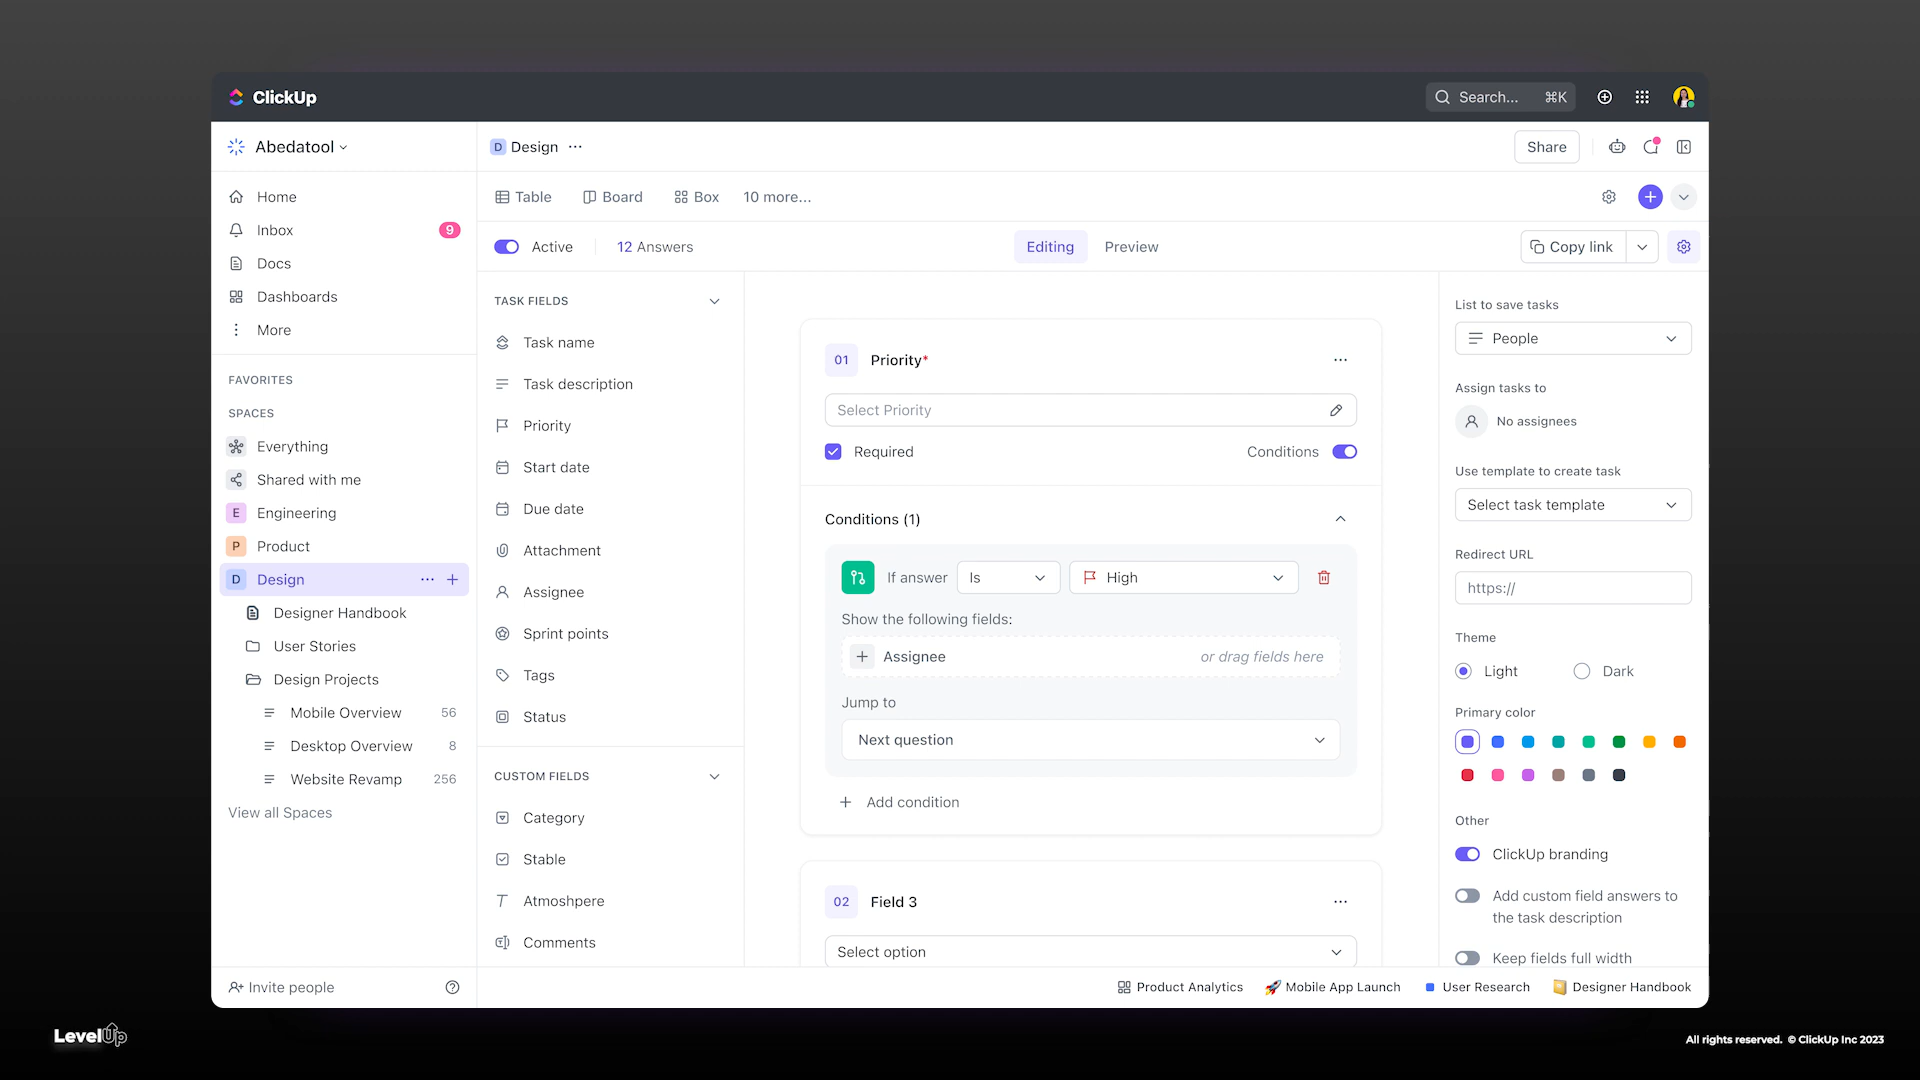 ClickUp
Search... ⌘K
Abedatool
D Design ...
Share
Home
Inbox 9
Docs
Dashboards
More
FAVORITES
SPACES
Everything
Shared with me
E Engineering
P Product
D Design ... +
Designer Handbook
User Stories
Design Projects
Mobile Overview 56
Desktop Overview 8
Website Revamp 256
View all Spaces
Invite people
Table Board Box 10 more...
Active 12 Answers
Editing Preview
Copy link
TASK FIELDS
Task name
Task description
Priority
Start date
Due date
Attachment
Assignee
Sprint points
Tags
Status
CUSTOM FIELDS
Category
Stable
Atmoshpere
Comments
01 Priority* ...
Select Priority
Required Conditions
Conditions (1)
If answer Is High
Show the following fields:
+ Assignee or drag fields here
Jump to
Next question
+ Add condition
02 Field 3 ...
Select option
List to save tasks
People
Assign tasks to
No assignees
Use template to create task
Select task template
Redirect URL
https://
Theme
Light Dark
Primary color
Other
ClickUp branding
Add custom field answers to
the task description
Keep fields full width
Product Analytics Mobile App Launch User Research Designer Handbook
LevelUp
All rights reserved. © ClickUp Inc 2023